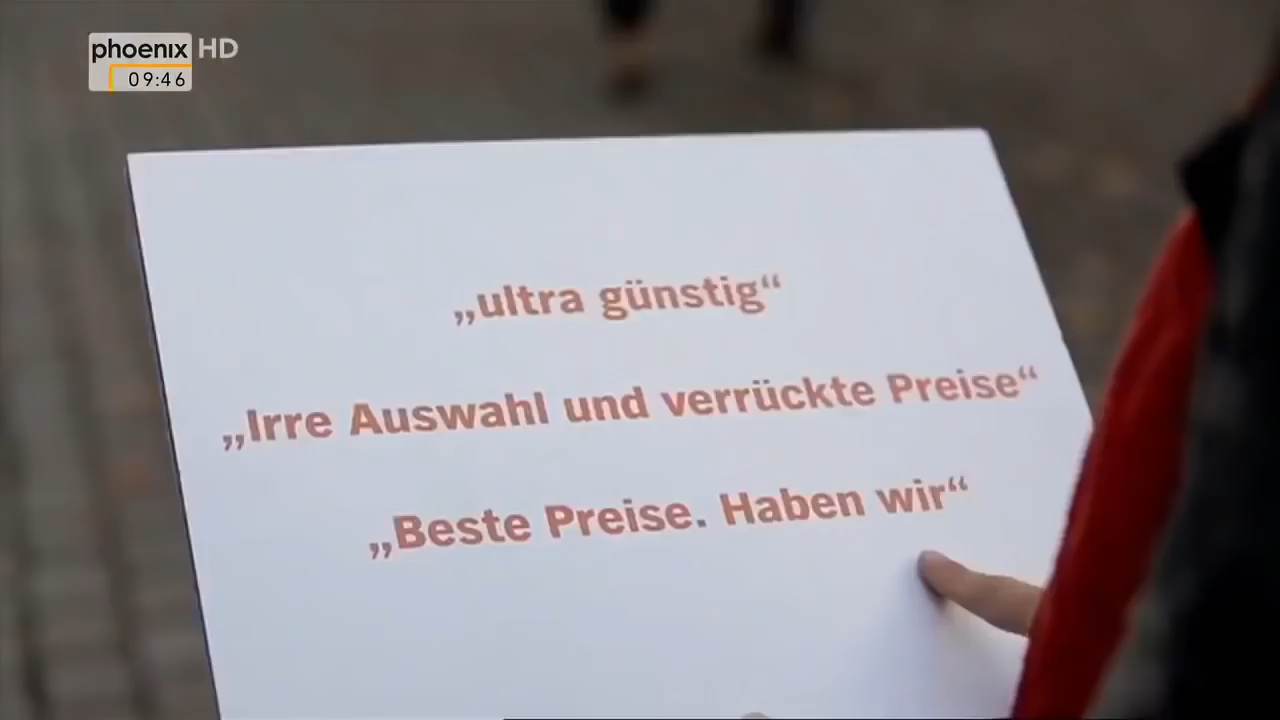 phoenix HD
09:46
„ultra günstig“
„Irre Auswahl und verrückte Preise“
„Beste Preise. Haben wir“